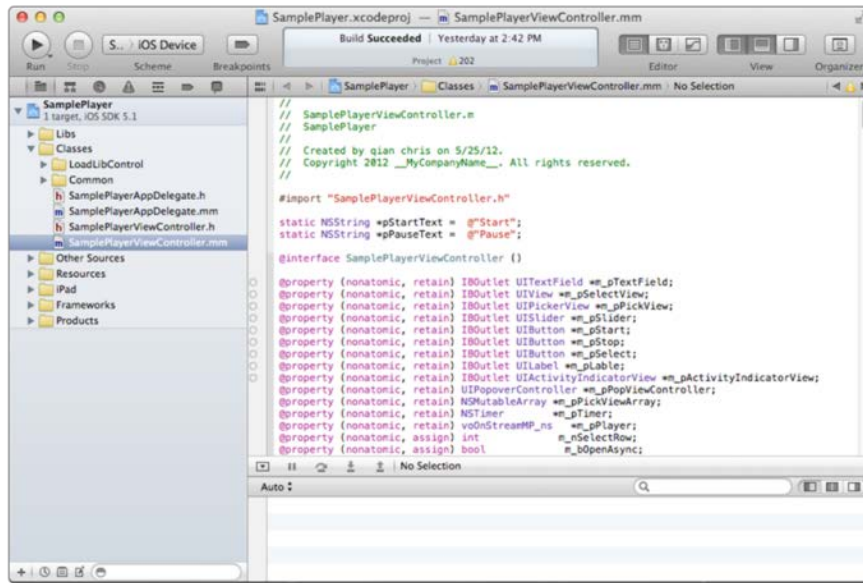 SamplePlayer.xcodeproj — SamplePlayerViewController.mm
Run
Stop
S.. iOS Device
Scheme
Breakpoints
Build Succeeded | Yesterday at 2:42 PM
Project 202
Editor
View
Organizer
SamplePlayer
1 target, iOS SDK 5.1
Libs
Classes
LoadLibControl
Common
h SamplePlayerAppDelegate.h
m SamplePlayerAppDelegate.mm
h SamplePlayerViewController.h
m SamplePlayerViewController.mm
Other Sources
Resources
iPad
Frameworks
Products
SamplePlayer Classes m SamplePlayerViewController.mm No Selection
//
// SamplePlayerViewController.m
// SamplePlayer
//
// Created by qian chris on 5/25/12.
// Copyright 2012 __MyCompanyName__. All rights reserved.
//
#import "SamplePlayerViewController.h"
static NSString *pStartText = @"Start";
static NSString *pPauseText = @"Pause";
@interface SamplePlayerViewController ()
@property (nonatomic, retain) IBOutlet UITextField *m_pTextField;
@property (nonatomic, retain) IBOutlet UIView *m_pSelectView;
@property (nonatomic, retain) IBOutlet UIPickerView *m_pPickView;
@property (nonatomic, retain) IBOutlet UISlider *m_pSlider;
@property (nonatomic, retain) IBOutlet UIButton *m_pStart;
@property (nonatomic, retain) IBOutlet UIButton *m_pStop;
@property (nonatomic, retain) IBOutlet UIButton *m_pSelect;
@property (nonatomic, retain) IBOutlet UILabel *m_pLable;
@property (nonatomic, retain) IBOutlet UIActivityIndicatorView *m_pActivityIndicatorView;
@property (nonatomic, retain) UIPopoverController *m_pPopViewController;
@property (nonatomic, retain) NSMutableArray *m_pPickViewArray;
@property (nonatomic, retain) NSTimer *m_pTimer;
@property (nonatomic, retain) voOnStreamMP_ns *m_pPlayer;
@property (nonatomic, assign) int m_nSelectRow;
@property (nonatomic, assign) bool m_bOpenAsync;
No Selection
Auto